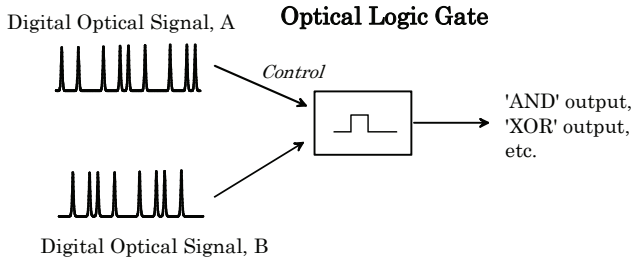 Optical Logic Gate
Digital Optical Signal, A
Control
'AND' output,
'XOR' output,
etc.
Digital Optical Signal, B